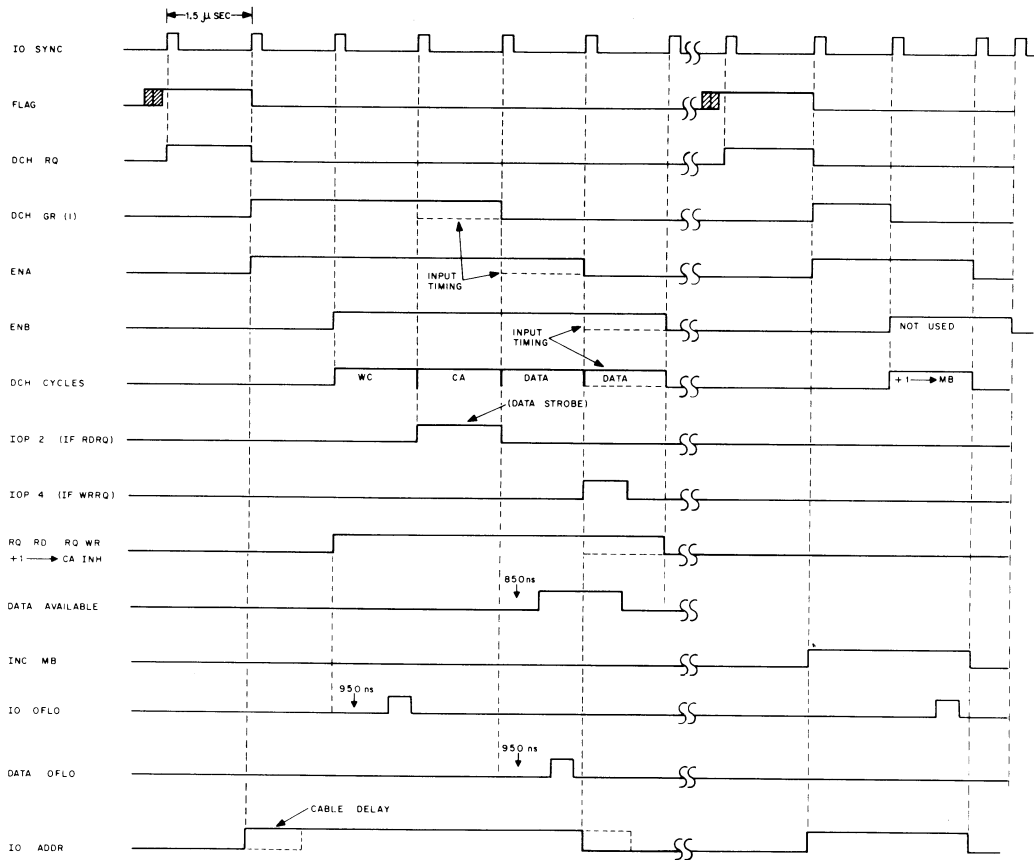 1.5 μ SEC
IO SYNC
FLAG
DCH RQ
DCH GR (1)
INPUT
TIMING
ENA
ENB
INPUT
TIMING
NOT USED
DCH CYCLES
WC CA DATA DATA
+1 → MB
(DATA STROBE)
IOP 2 (IF RDRQ)
IOP 4 (IF WRRQ)
RQ RD RQ WR
+1 → CA INH
850ns
DATA AVAILABLE
INC MB
950 ns
IO OFLO
950 ns
DATA OFLO
CABLE DELAY
IO ADDR